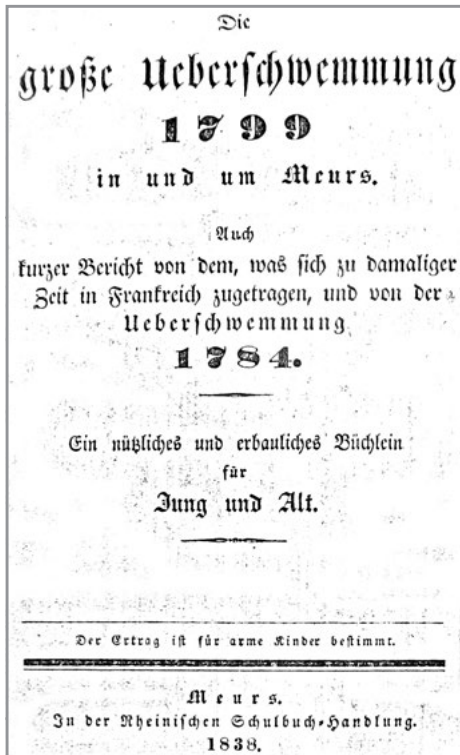 Die
große Ueberschwemmung
1799
in und um Meurs.
Auch
kurzer Bericht von dem, was sich zu damaliger
Zeit in Frankreich zugetragen, und von der
Ueberschwemmung
1784.
Ein nützliches und erbauliches Büchlein
für
Jung und Alt.
Der Ertrag ist für arme Kinder bestimmt.
Meurs.
In der Rheinischen Schulbuch-Handlung.
1838.